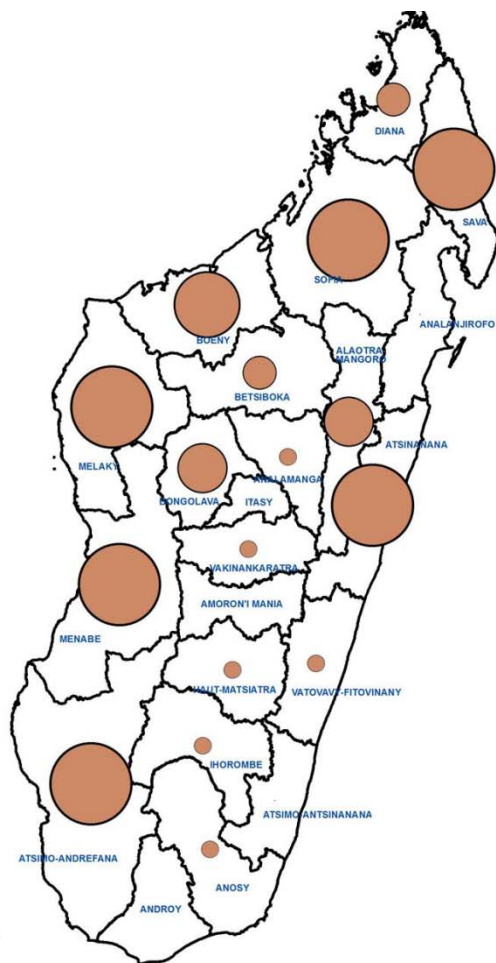 DIANA
SAVA
SOFIA
ANALANJIROFO
BOENY
ALAOTRA
MANGORO
BETSIBOKA
ATSINANANA
MELAKY
ANALAMANGA
BONGOLAVA
ITASY
VAKINANKARATRA
AMORON'I MANIA
MENABE
HAUT-MATSIATRA
VATOVAVY-FITOVINANY
IHOROMBE
ATSIMO-ANTSINANANA
ATSIMO-ANDREFANA
ANOSY
ANDROY